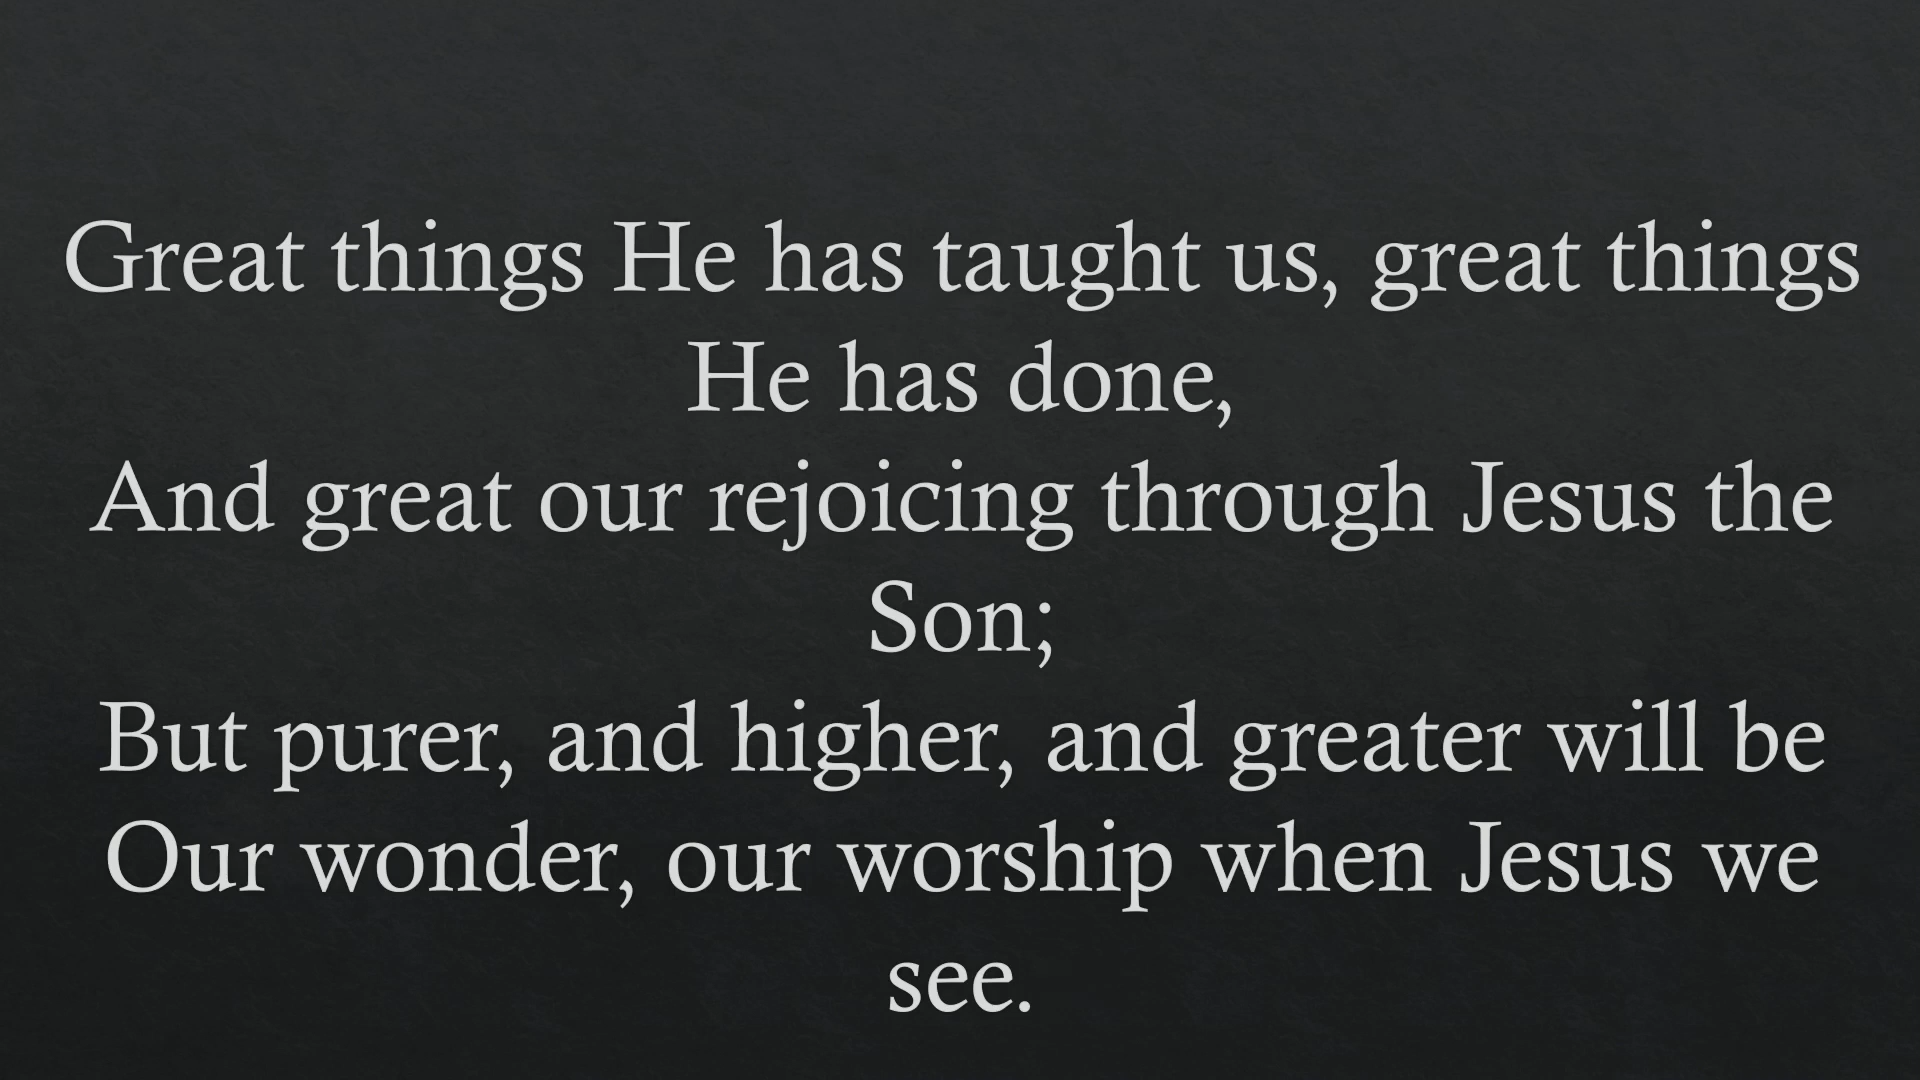 Great things He has taught us, great things
He has done,
And great our rejoicing through Jesus the
Son;
But purer, and higher, and greater will be
Our wonder, our worship when Jesus we
see.